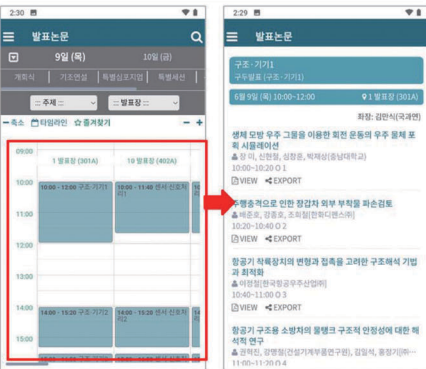 2:30
발표논문
9일 (목) 10일 (금)
개회식 기조연설 특별심포지엄 특별세션
::: 주제 ::: ::: 발표장 :::
축소 타임라인 즐겨찾기
09:00
1 발표장 (301A) 10 발표장 (402A)
10:00
10:00 - 12:00 구조·기기1 10:00 - 11:40 센서·신호처리1
11:00
12:00
13:00
14:00
14:00 - 15:20 구조·기기2 14:00 - 15:20 센서·신호처리2
15:00
2:29
발표논문
구조·기기1
구두발표 (구조·기기1)
6월 9일 (목) 10:00~12:00 1 발표장 (301A)
좌장: 김만식(국과연)
생체 모방 우주 그물을 이용한 회전 운동의 우주 물체 포획 시뮬레이션
장 미, 신현철, 심창훈, 박재상(충남대학교)
10:00~10:20 O 1
VIEW EXPORT
주행충격으로 인한 장갑차 외부 부착물 파손검토
배준호, 강종호, 조희철[한화디펜스㈜]
10:20~10:40 O 2
VIEW EXPORT
항공기 착륙장치의 변형과 접촉을 고려한 구조해석 기법과 최적화
이정철[한국항공우주산업㈜]
10:40~11:00 O 3
VIEW EXPORT
항공기 구조용 소방차의 물탱크 구조적 안정성에 대한 해석적 연구
권혁진, 강명철(건설기계부품연구원), 김일석, 홍정기[㈜…
11:00~11:20 O 4